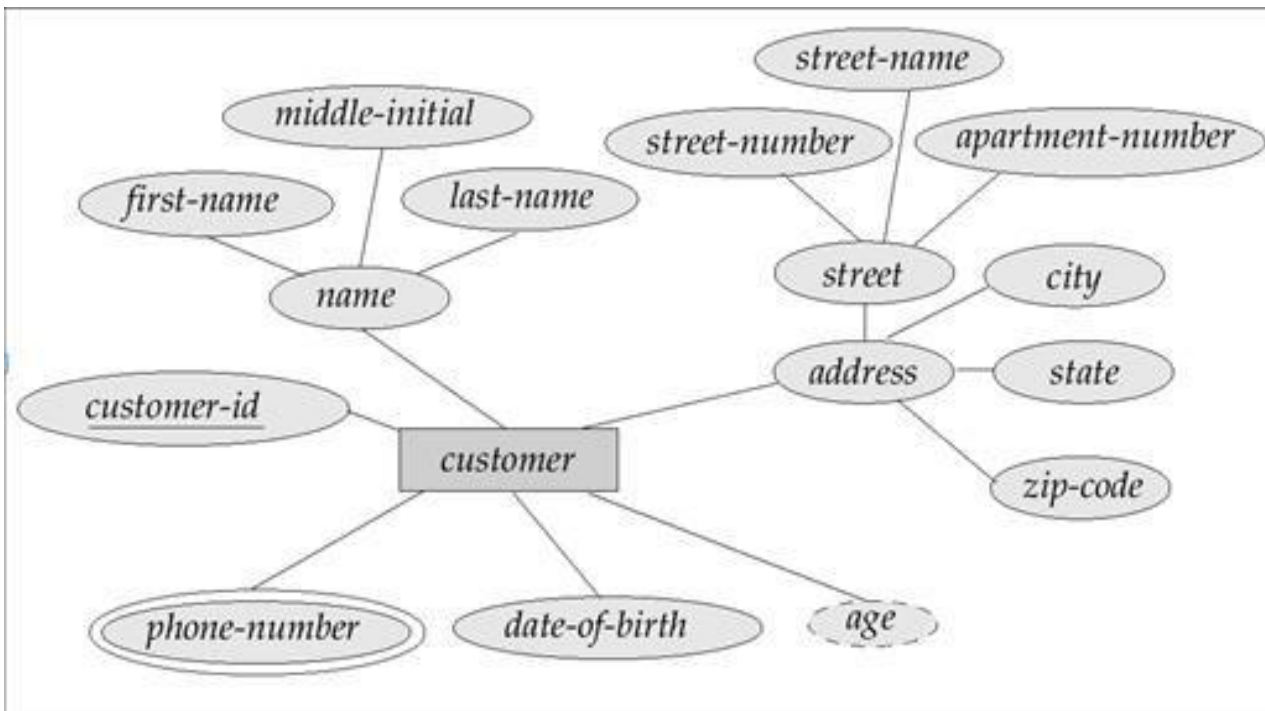 street-name
middle-initial
street-number
apartment-number
first-name
last-name
street
city
name
address
state
customer-id
customer
zip-code
phone-number
date-of-birth
age